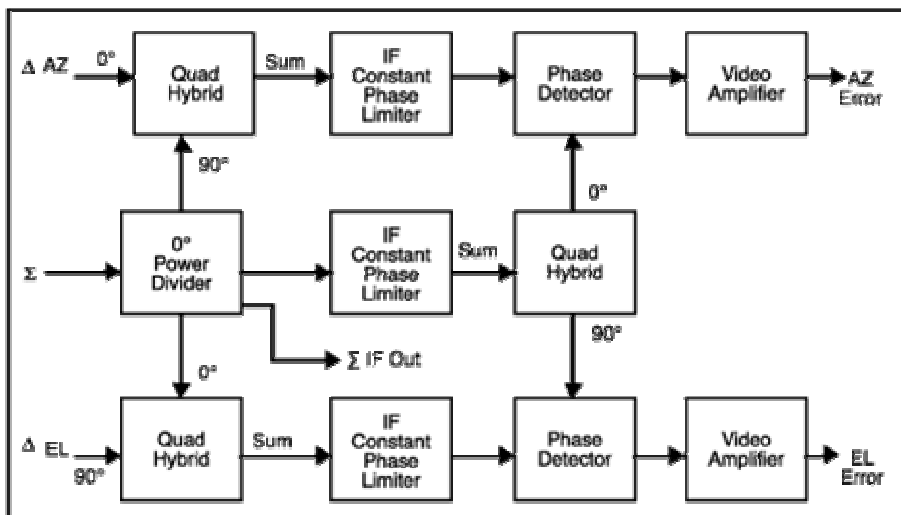 Δ AZ
0°
Quad
Hybrid
Sum
IF
Constant
Phase
Limiter
Phase
Detector
Video
Amplifier
AZ
Error
90°
0°
Σ
0°
Power
Divider
IF
Constant
Phase
Limiter
Sum
Quad
Hybrid
Σ IF Out
0°
90°
Δ EL
90°
Quad
Hybrid
Sum
IF
Constant
Phase
Limiter
Phase
Detector
Video
Amplifier
EL
Error